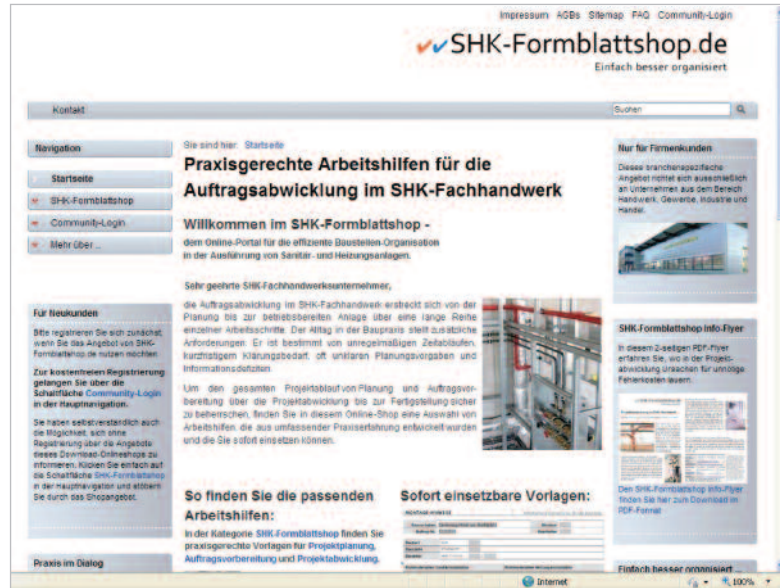 Impressum AGBs Sitemap FAQ Community-Login
SHK-Formblattshop.de
Einfach besser organisiert
Kontakt
Suchen
Navigation
Startseite
SHK-Formblattshop
Community-Login
Mehr über ...
Für Neukunden
Bitte registrieren Sie sich zunächst,
wenn Sie das Angebot von SHK-
Formblattshop.de nutzen möchten.
Zur kostenfreien Registrierung
gelangen Sie über die
Schaltfläche Community-Login
in der Hauptnavigation.
Sie haben selbstverständlich auch
die Möglichkeit, sich ohne
Registrierung über die Angebote
dieses Download-Onlineshops zu
informieren. Klicken Sie einfach auf
die Schaltfläche SHK-Formblattshop
in der Hauptnavigation und stöbern
Sie durch das Shopangebot.
Praxis im Dialog
Sie sind hier: Startseite
Praxisgerechte Arbeitshilfen für die
Auftragsabwicklung im SHK-Fachhandwerk
Willkommen im SHK-Formblattshop -
dem Online-Portal für die effiziente Baustellen-Organisation
in der Ausführung von Sanitär- und Heizungsanlagen.
Sehr geehrte SHK-Fachhandwerksunternehmer,
die Auftragsabwicklung im SHK-Fachhandwerk erstreckt sich von der
Planung bis zur betriebsbereiten Anlage über eine lange Reihe
einzelner Arbeitsschritte. Der Alltag in der Baupraxis stellt zusätzliche
Anforderungen: Er ist bestimmt von unregelmäßigen Zeitabläufen,
kurzfristigem Klärungsbedarf, oft unklaren Planungsvorgaben und
Informationsdefiziten.
Um den gesamten Projektablauf von Planung und Auftragsvor-
bereitung über die Projektabwicklung bis zur Fertigstellung sicher
zu beherrschen, finden Sie in diesem Online-Shop eine Auswahl von
Arbeitshilfen, die aus umfassender Praxiserfahrung entwickelt wurden
und die Sie sofort einsetzen können.
So finden Sie die passenden
Arbeitshilfen:
In der Kategorie SHK-Formblattshop finden Sie
praxisgerechte Vorlagen für Projektplanung,
Auftragsvorbereitung und Projektabwicklung,
Sofort einsetzbare Vorlagen:
Nur für Firmenkunden
Dieses branchenspezifische
Angebot richtet sich ausschließlich
an Unternehmen aus dem Bereich
Handwerk, Gewerbe, Industrie und
Handel.
SHK-Formblattshop Info-Flyer
In diesem 2-seitigen PDF-Flyer
erfahren Sie, wo in der Projekt-
abwicklung Ursachen für unnötige
Fehlerkosten lauern.
Den SHK-Formblattshop Info-Flyer
finden Sie hier zum Download im
PDF-Format
Einfach besser organisiert ...
Internet
100%